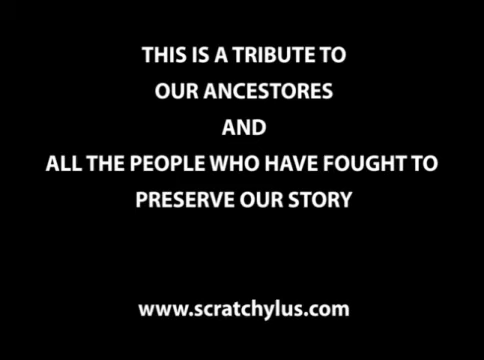 THIS IS A TRIBUTE TO
OUR ANCESTORES
AND
ALL THE PEOPLE WHO HAVE FOUGHT TO
PRESERVE OUR STORY
www.scratchylus.com